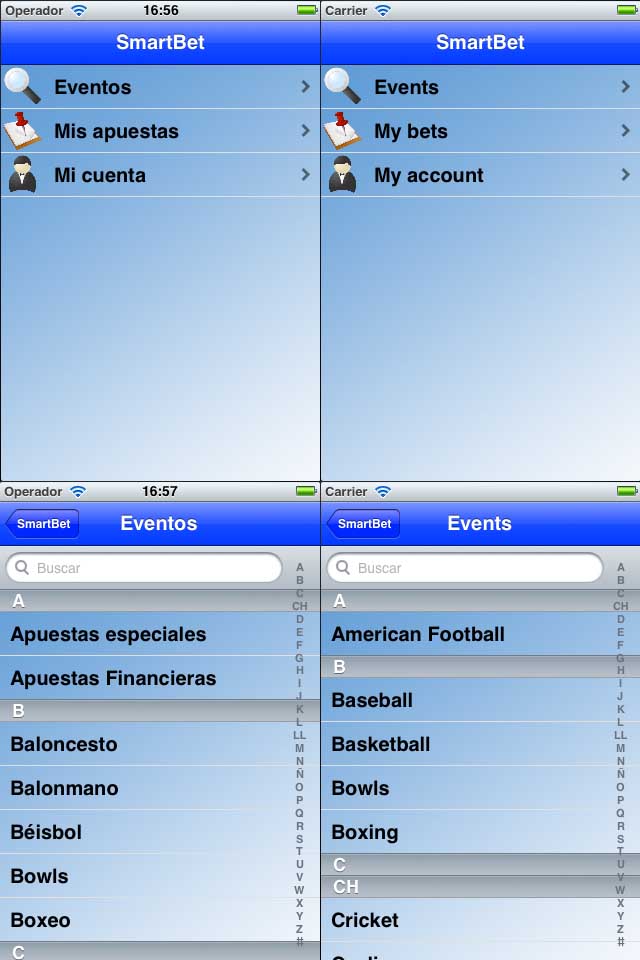 Operador 16:56
SmartBet
Eventos
Mis apuestas
Mi cuenta
Carrier
SmartBet
Events
My bets
My account
Operador 16:57
SmartBet Eventos
Buscar
A
Apuestas especiales
Apuestas Financieras
B
Baloncesto
Balonmano
Béisbol
Bowls
Boxeo
C
A
B
C
CH
D
E
F
G
H
I
J
K
L
LL
M
N
Ñ
O
P
Q
R
S
T
U
V
W
X
Y
Z
#
Carrier
SmartBet Events
Buscar
A
American Football
B
Baseball
Basketball
Bowls
Boxing
C
CH
Cricket
A
B
C
CH
D
E
F
G
H
I
J
K
L
LL
M
N
Ñ
O
P
Q
R
S
T
U
V
W
X
Y
Z
#